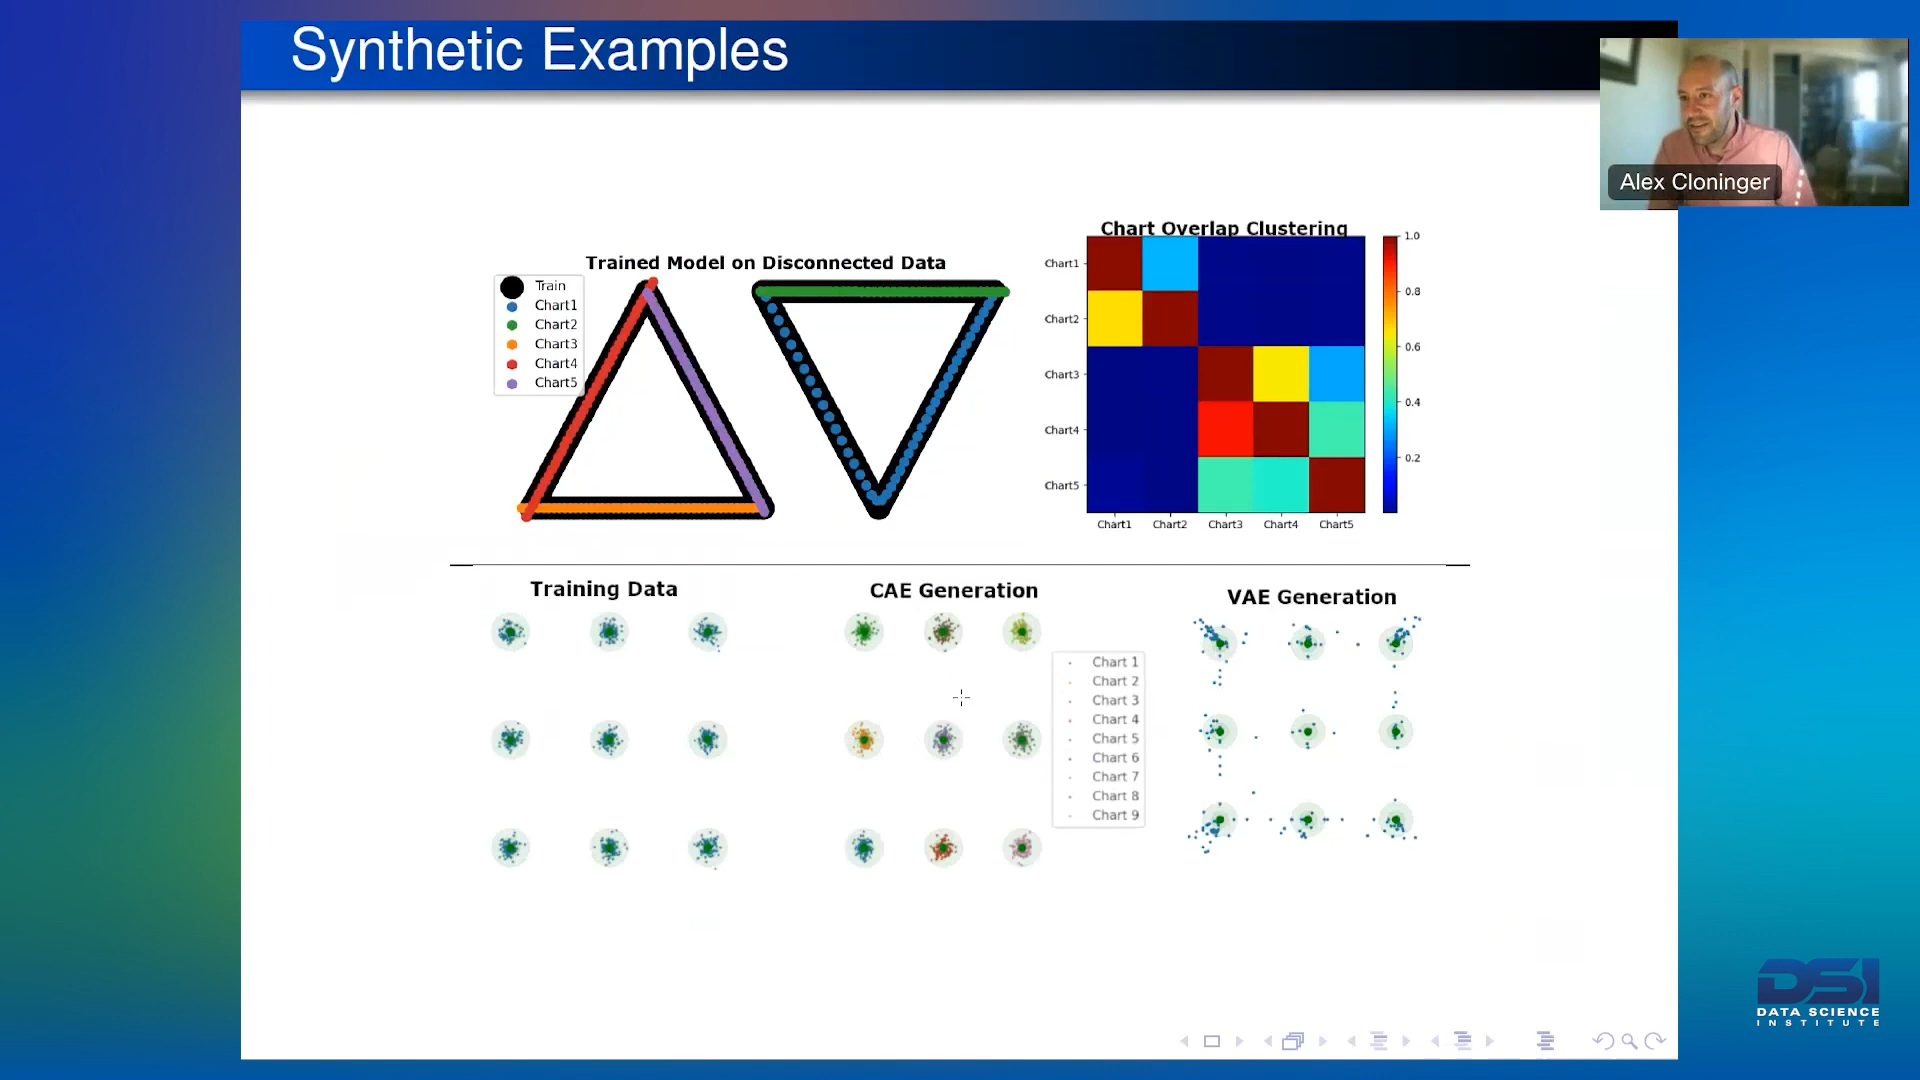 Synthetic Examples
Alex Cloninger
Trained Model on Disconnected Data
Train
Chart1
Chart2
Chart3
Chart4
Chart5
Chart Overlap Clustering
Chart1
Chart2
Chart3
Chart4
Chart5
Chart1 Chart2 Chart3 Chart4 Chart5
1.0
0.8
0.6
0.4
0.2
Training Data
CAE Generation
Chart 1
Chart 2
Chart 3
Chart 4
Chart 5
Chart 6
Chart 7
Chart 8
Chart 9
VAE Generation
DSI
DATA SCIENCE
INSTITUTE